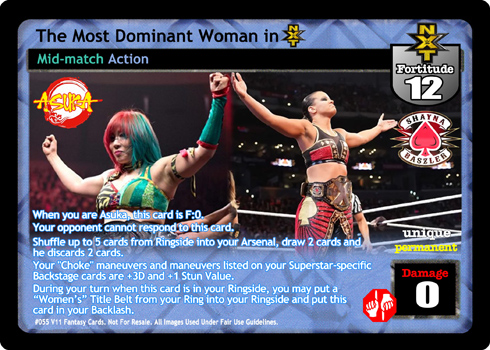 The Most Dominant Woman in NXT
Mid-match Action
NXT
Fortitude
12
ASUKA
SHAYNA
BASZLER
When you are Asuka, this card is F:0.
Your opponent cannot respond to this card.
Shuffle up to 5 cards from Ringside into your Arsenal, draw 2 cards and
he discards 2 cards.
Your "Choke" maneuvers and maneuvers listed on your Superstar-specific
Backstage cards are +3D and +1 Stun Value.
During your turn when this card is in your Ringside, you may put a
“Women’s” Title Belt from your Ring into your Ringside and put this
card in your Backlash.
unique
permanent
Damage
0
#055 V11 Fantasy Cards. Not For Resale. All Images Used Under Fair Use Guidelines.